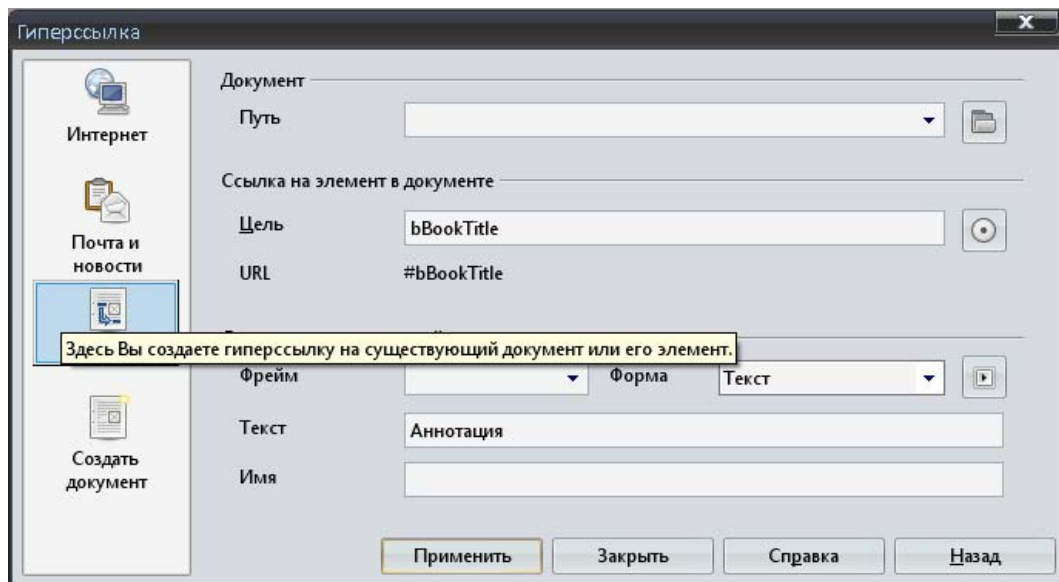 Гиперссылка
X
Интернет
Почта и
новости
Создать
документ
Документ
Путь
Ссылка на элемент в документе
Цель
bBookTitle
URL
#bBookTitle
Здесь Вы создаете гиперссылку на существующий документ или его элемент.
Фрейм
Форма
Текст
Текст
Аннотация
Имя
Применить
Закрыть
Справка
Назад